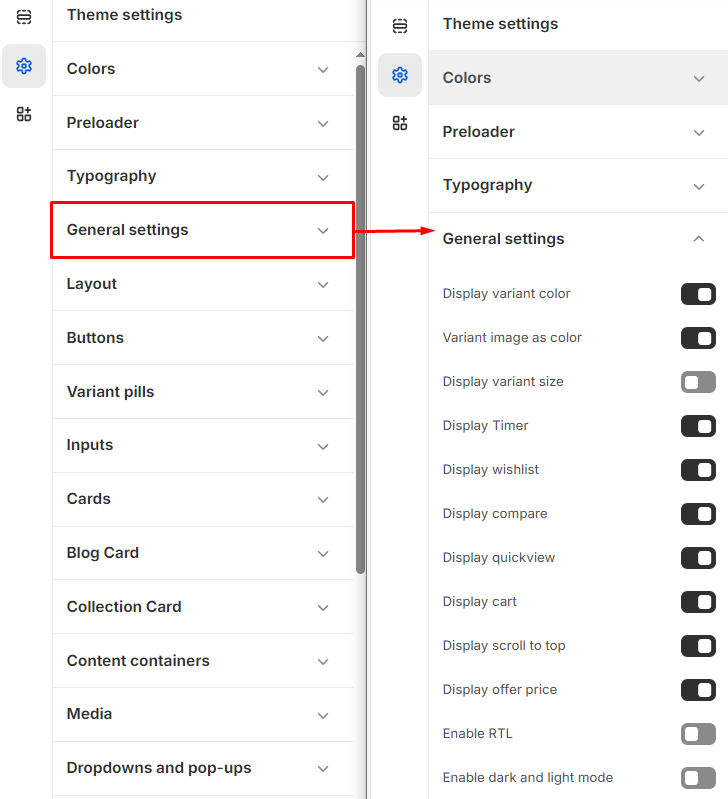 Theme settings
Colors
Preloader
Typography
General settings
Layout
Buttons
Variant pills
Inputs
Cards
Blog Card
Collection Card
Content containers
Media
Dropdowns and pop-ups
Theme settings
Colors
Preloader
Typography
General settings
Display variant color
Variant image as color
Display variant size
Display Timer
Display wishlist
Display compare
Display quickview
Display cart
Display scroll to top
Display offer price
Enable RTL
Enable dark and light mode